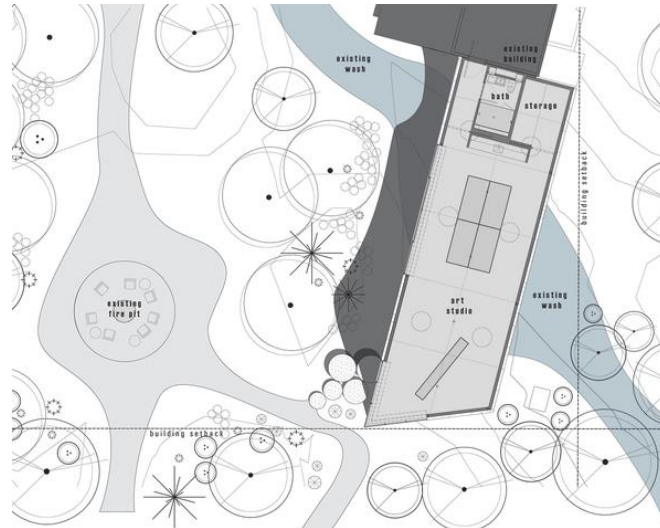 existing
wash
existing
building
bath
storage
building setback
existing
fire pit
art
studio
existing
wash
building setback